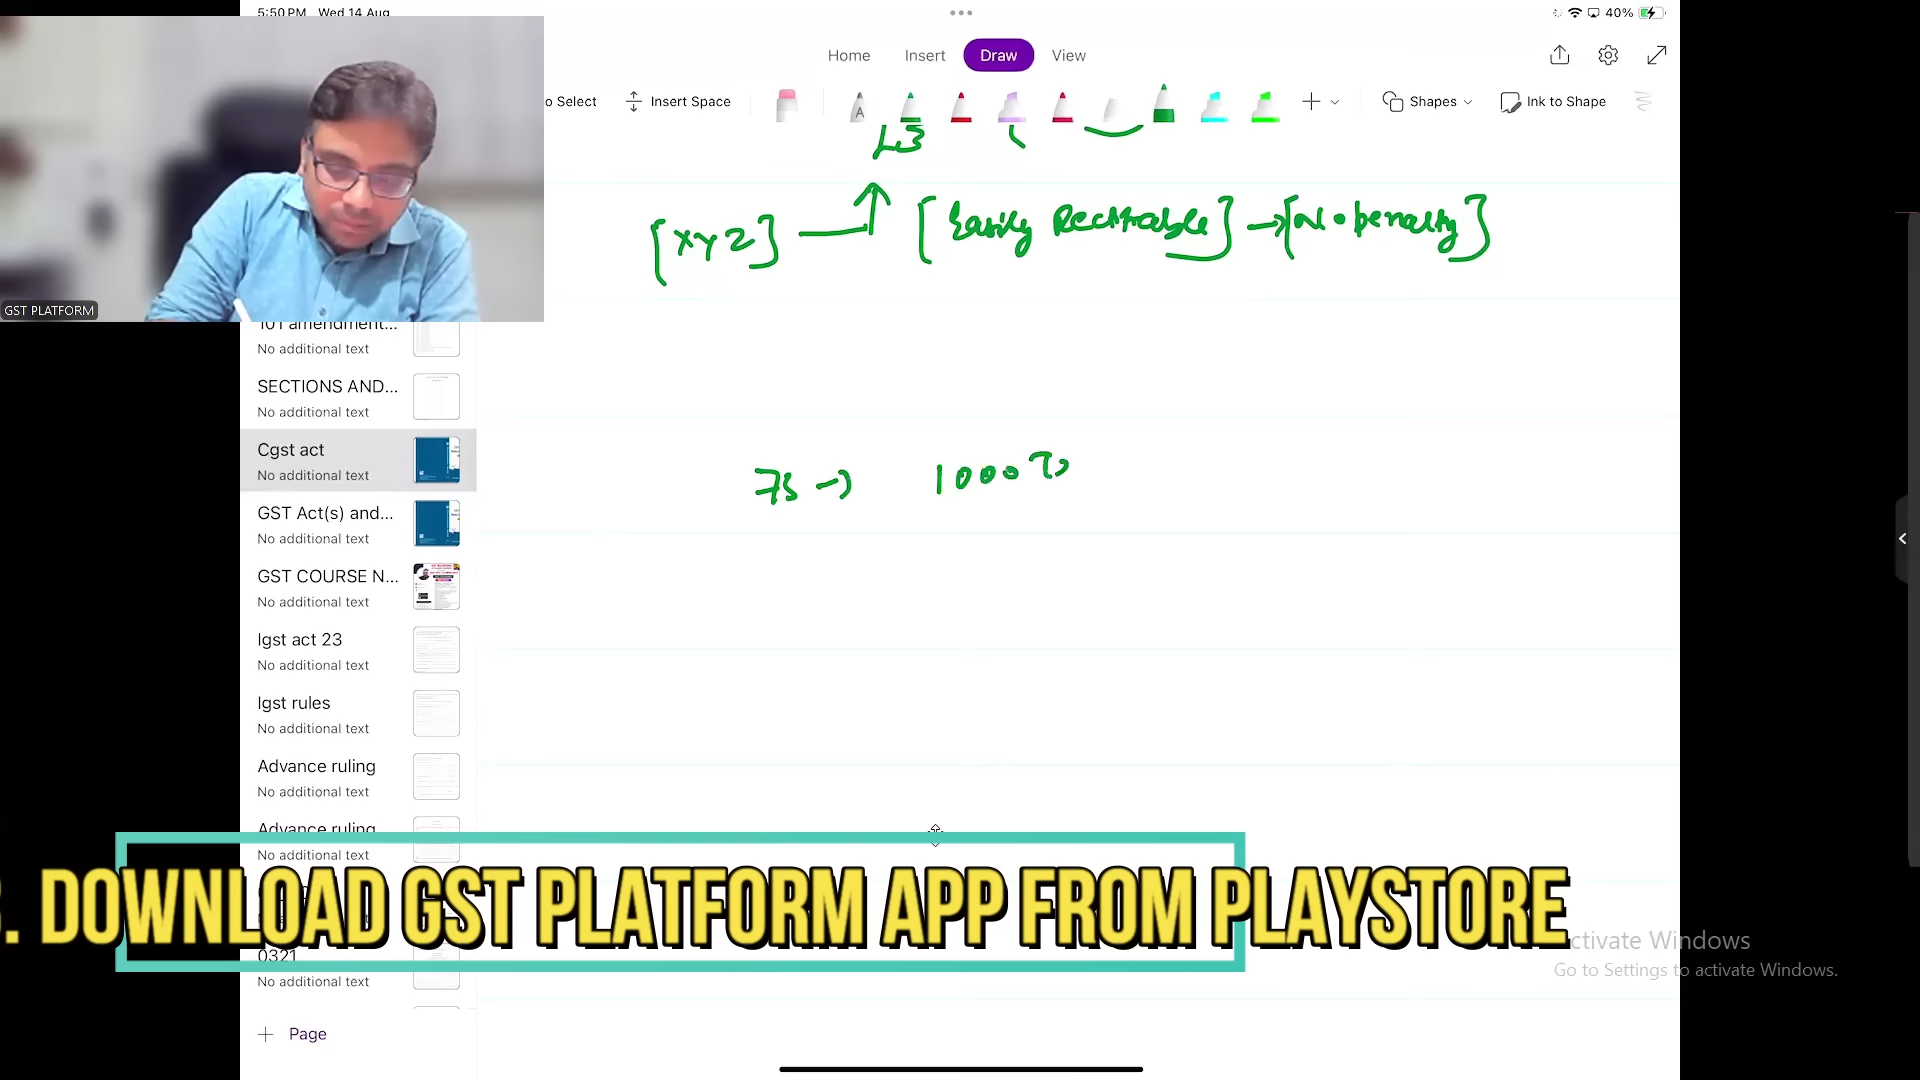 5:50 PM Wed 14 Aug
40%
Home Insert Draw View
o Select Insert Space A Shapes Ink to Shape
[XYZ] → [Easily Rectifiable] → [No penalty]
GST PLATFORM
101 amendment...
No additional text
SECTIONS AND...
No additional text
Cgst act
No additional text
GST Act(s) and...
No additional text
GST COURSE N...
No additional text
Igst act 23
No additional text
Igst rules
No additional text
Advance ruling
No additional text
Advance ruling
No additional text
0321
No additional text
Page
1000
3. DOWNLOAD GST PLATFORM APP FROM PLAYSTORE
Activate Windows
Go to Settings to activate Windows.